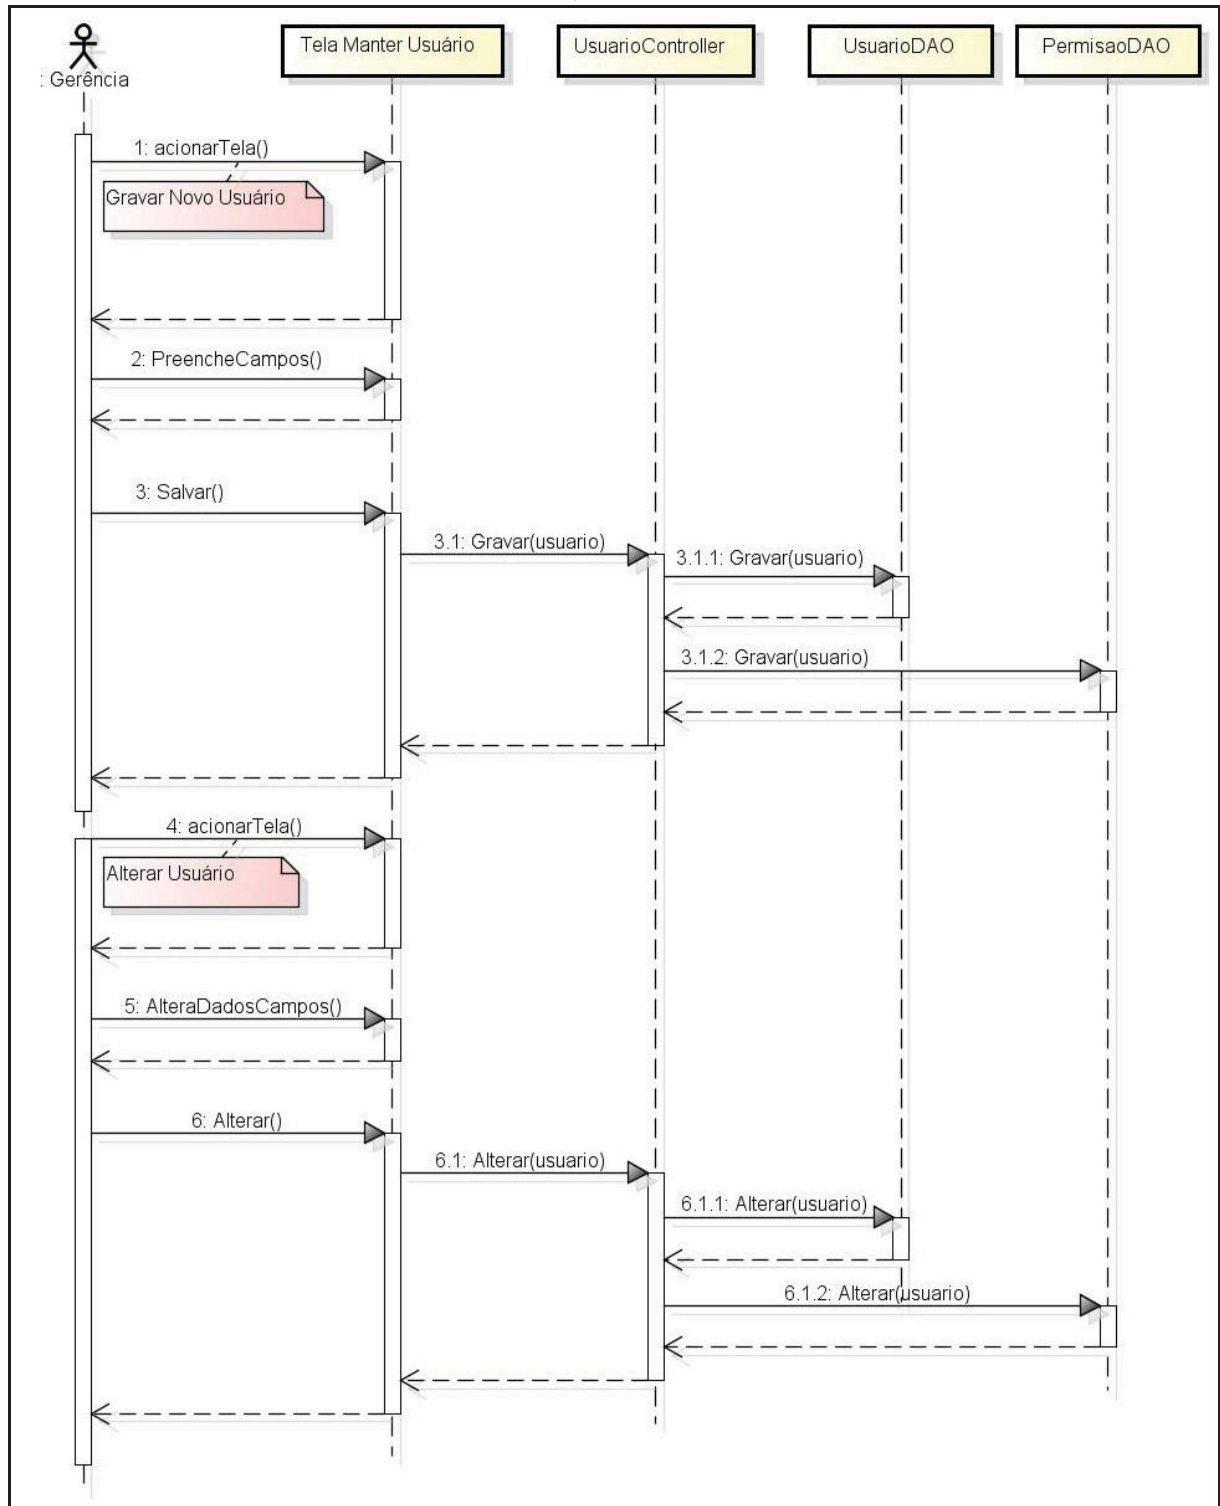 : Gerência
Tela Manter Usuário
UsuarioController
UsuarioDAO
PermisaoDAO
1: acionarTela()
Gravar Novo Usuário
2: PreencheCampos()
3: Salvar()
3.1: Gravar(usuario)
3.1.1: Gravar(usuario)
3.1.2: Gravar(usuario)
4: acionarTela()
Alterar Usuário
5: AlteraDadosCampos()
6: Alterar()
6.1: Alterar(usuario)
6.1.1: Alterar(usuario)
6.1.2: Alterar(usuario)